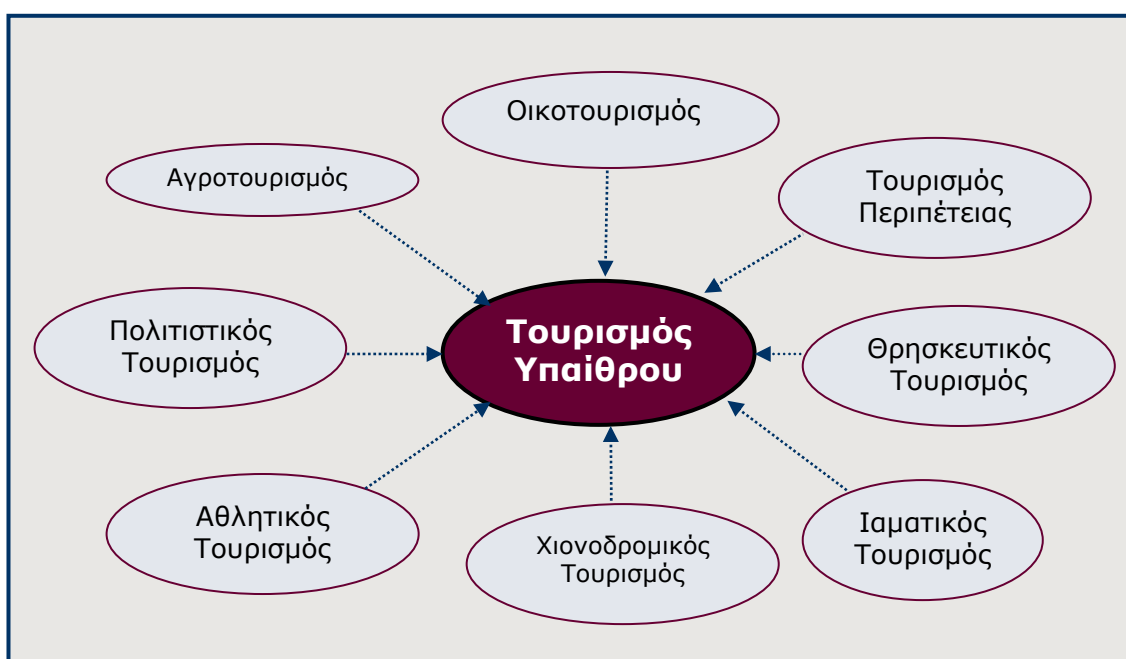 Οικοτουρισμός
Αγροτουρισμός
Τουρισμός
Περιπέτειας
Πολιτιστικός
Τουρισμός
Τουρισμός
Υπαίθρου
Θρησκευτικός
Τουρισμός
Αθλητικός
Τουρισμός
Χιονοδρομικός
Τουρισμός
Ιαματικός
Τουρισμός